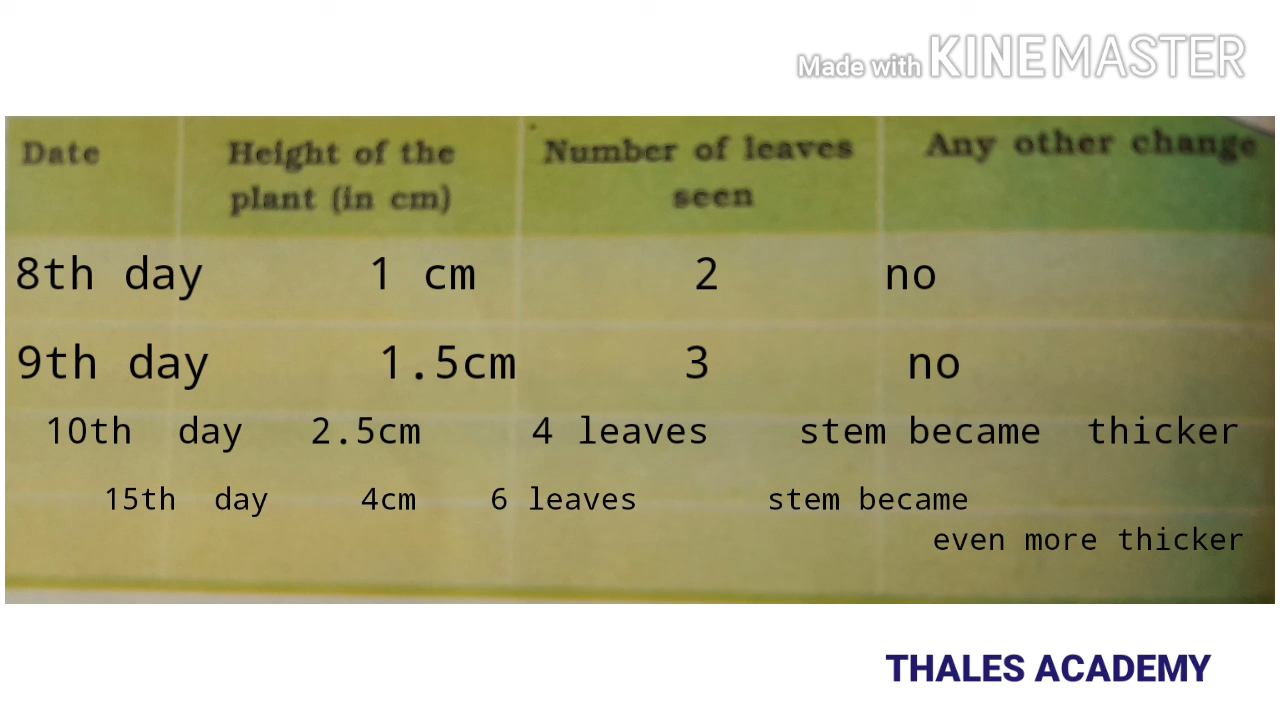 Made with KINEMASTER
Date Height of the Number of leaves Any other change
plant (in cm) seen
8th day 1 cm 2 no
9th day 1.5cm 3 no
10th day 2.5cm 4 leaves stem became thicker
15th day 4cm 6 leaves stem became
even more thicker
THALES ACADEMY